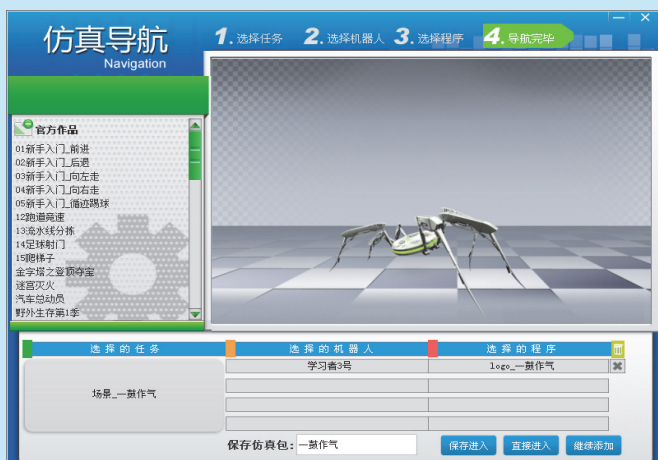 仿真导航
Navigation
1.选择任务 2.选择机器人 3.选择程序 4.导航完毕
官方作品
01新手入门_前进
02新手入门_后退
03新手入门_向左走
04新手入门_向右走
05新手入门_循迹踢球
12跑道竞速
13流水线分拣
14足球射门
15爬梯子
金字塔之登顶夺宝
迷宫灭火
汽车总动员
野外生存第1季
选择的任务 选择的机器人 选择的程序
学习者3号 logo_一鼓作气
场景_一鼓作气
保存仿真包: 一鼓作气 保存进入 直接进入 继续添加